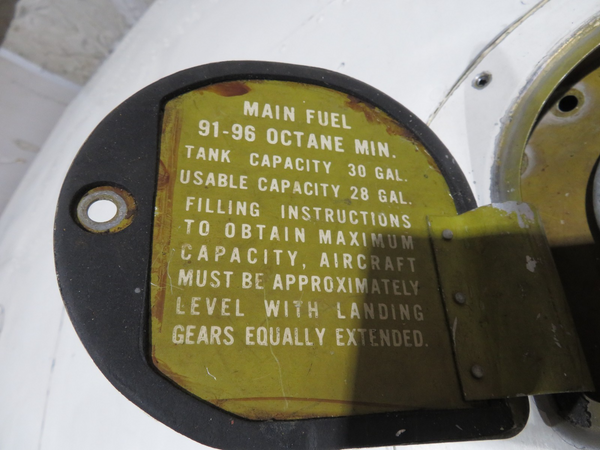 MAIN FUEL
91-96 OCTANE MIN.
TANK CAPACITY 30 GAL.
USABLE CAPACITY 28 GAL.
FILLING INSTRUCTIONS
TO OBTAIN MAXIMUM
CAPACITY, AIRCRAFT
MUST BE APPROXIMATELY
LEVEL WITH LANDING
GEARS EQUALLY EXTENDED.